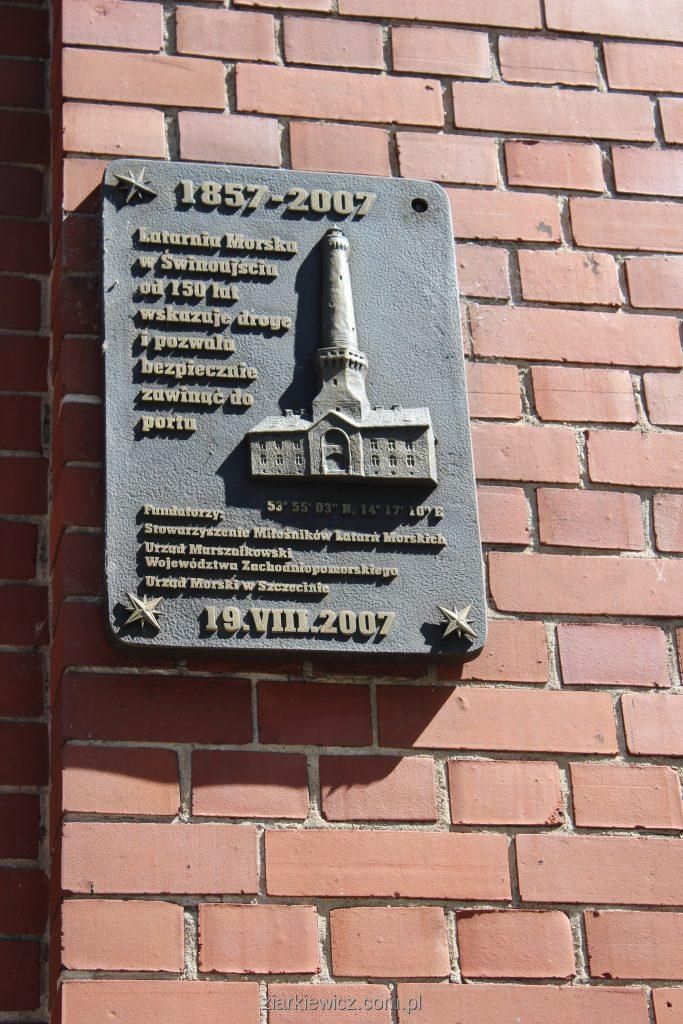 1857-2007
Latarnia Morska
w Świnoujściu
od 150 lat
wskazuje drogę
i pozwala
bezpiecznie
zawinąć do
portu
53° 55' 03" N, 14° 17' 10" E
Fundatorzy:
Stowarzyszenie Miłośników Latarń Morskich
Urząd Marszałkowski
Województwa Zachodniopomorskiego
Urząd Morski w Szczecinie
19.VIII.2007
ziarkiewicz.com.pl